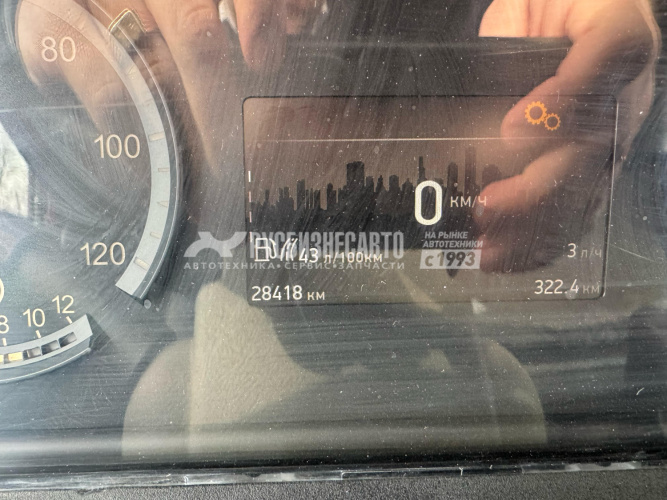 80
100
120
8 10 12
0 км/ч
РУСБИЗНЕСАВТО
АВТОТЕХНИКА•СЕРВИС•ЗАПЧАСТИ
НА РЫНКЕ
АВТОТЕХНИКИ
с 1993
43 л/100км
3 л/ч
28418 км
322.4 км